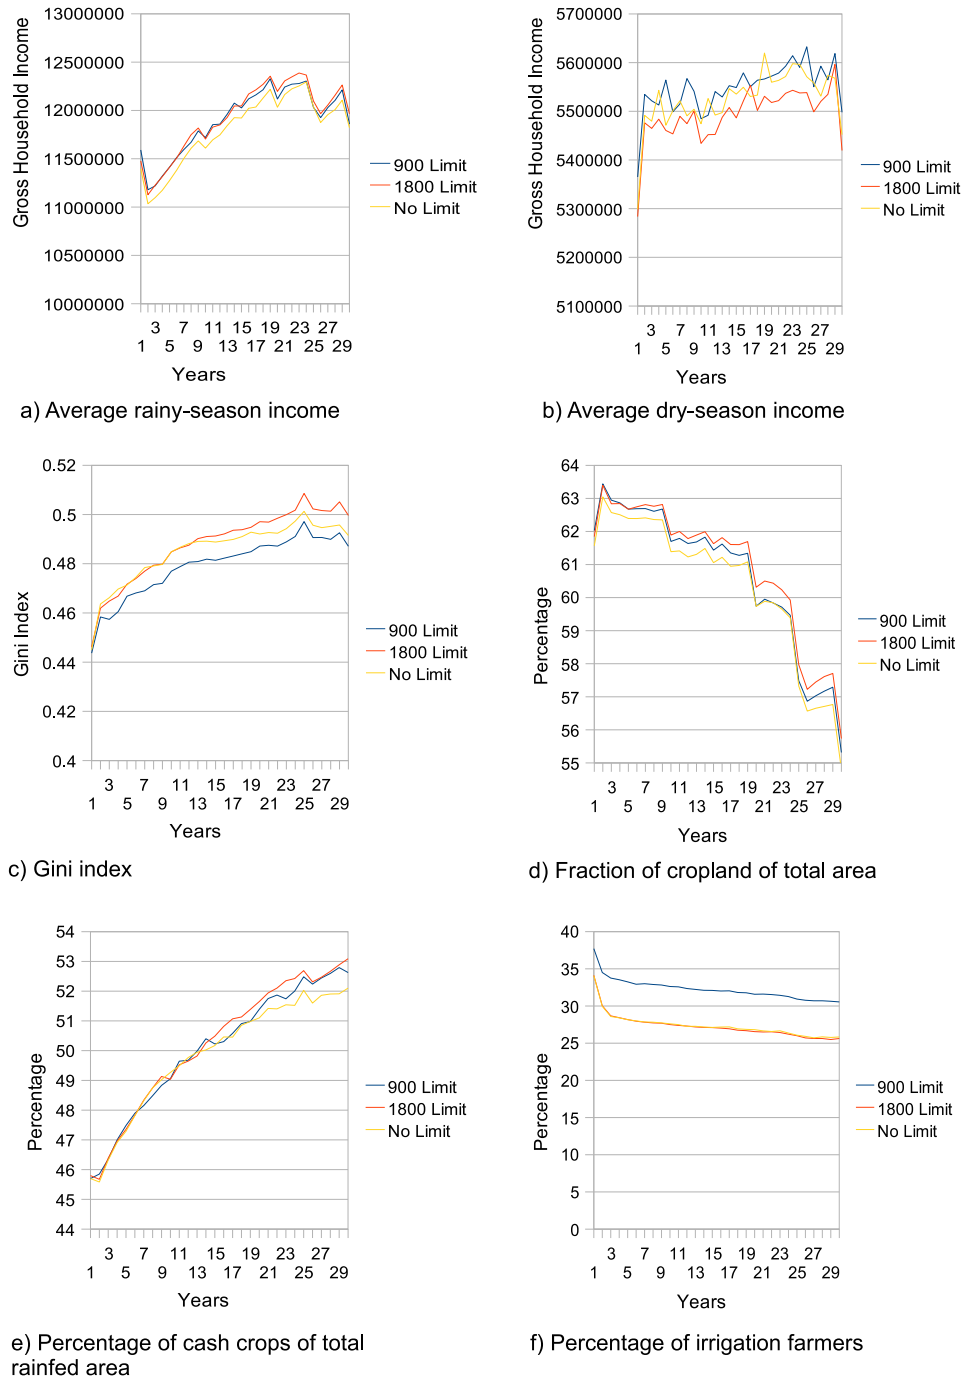 13000000
12500000
12000000
11500000
11000000
10500000
10000000
Gross Household Income
3 7 11 15 19 23 27
1 5 9 13 17 21 25 29
Years
900 Limit
1800 Limit
No Limit
a) Average rainy-season income
5700000
5600000
5500000
5400000
5300000
5200000
5100000
Gross Household Income
3 7 11 15 19 23 27
1 5 9 13 17 21 25 29
Years
900 Limit
1800 Limit
No Limit
b) Average dry-season income
0.52
0.5
0.48
0.46
0.44
0.42
0.4
Gini Index
3 7 11 15 19 23 27
1 5 9 13 17 21 25 29
Years
900 Limit
1800 Limit
No Limit
c) Gini index
64
63
62
61
60
59
58
57
56
55
Percentage
3 7 11 15 19 23 27
1 5 9 13 17 21 25 29
Years
900 Limit
1800 Limit
No Limit
d) Fraction of cropland of total area
54
53
52
51
50
49
48
47
46
45
44
Percentage
3 7 11 15 19 23 27
1 5 9 13 17 21 25 29
Years
900 Limit
1800 Limit
No Limit
e) Percentage of cash crops of total
rainfed area
40
35
30
25
20
15
10
5
0
Percentage
3 7 11 15 19 23 27
1 5 9 13 17 21 25 29
Years
900 Limit
1800 Limit
No Limit
f) Percentage of irrigation farmers